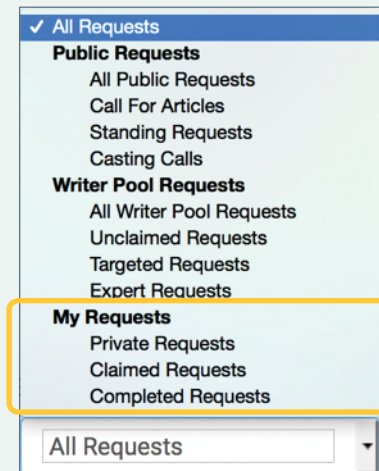 ✓ All Requests
Public Requests
All Public Requests
Call For Articles
Standing Requests
Casting Calls
Writer Pool Requests
All Writer Pool Requests
Unclaimed Requests
Targeted Requests
Expert Requests
My Requests
Private Requests
Claimed Requests
Completed Requests
All Requests